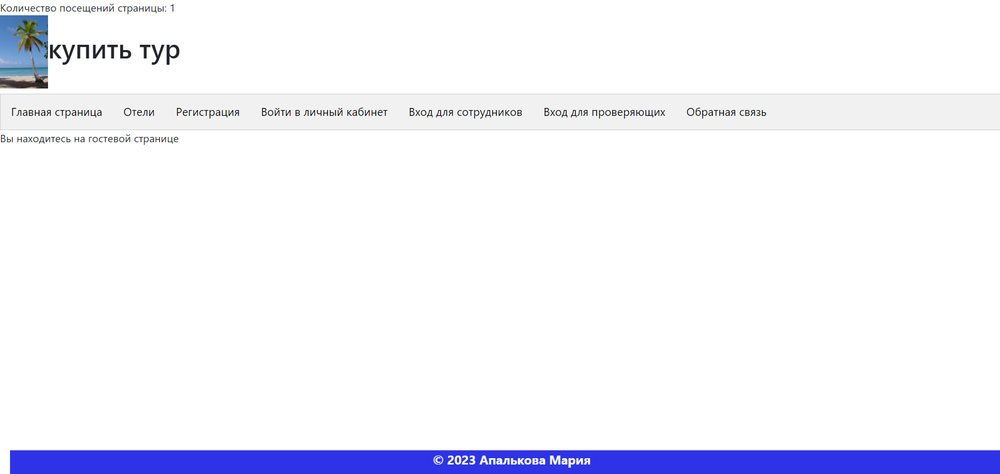 Количество посещений страницы: 1
купить тур
Главная страница Отели Регистрация Войти в личный кабинет Вход для сотрудников Вход для проверяющих Обратная связь
Вы находитесь на гостевой странице
© 2023 Апалькова Мария